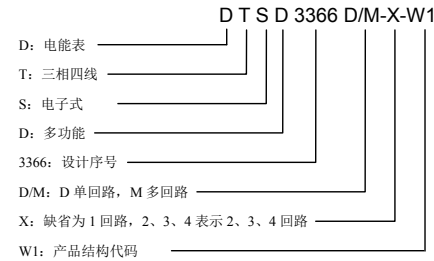 D T S D 3366 D/M-X-W1
D：电能表
T：三相四线
S：电子式
D：多功能
3366：设计序号
D/M：D 单回路，M 多回路
X：缺省为 1 回路，2、3、4 表示 2、3、4 回路
W1：产品结构代码